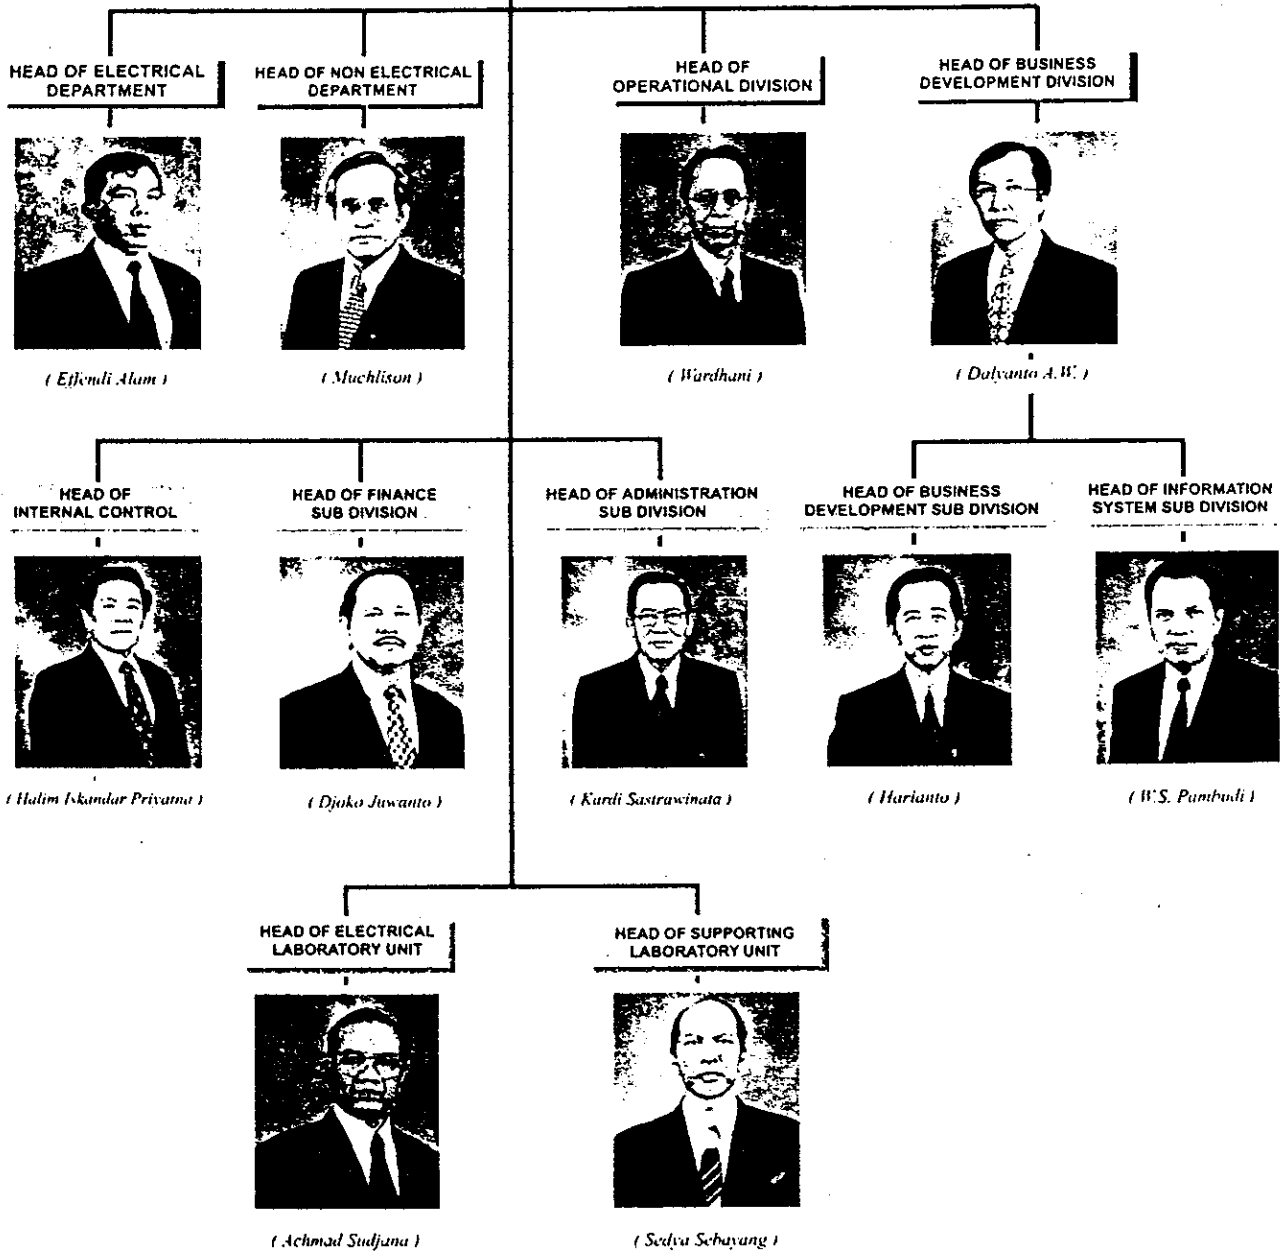 HEAD OF ELECTRICAL
DEPARTMENT
HEAD OF NON ELECTRICAL
DEPARTMENT
HEAD OF
OPERATIONAL DIVISION
HEAD OF BUSINESS
DEVELOPMENT DIVISION
( Effendi Alam )
( Muchlison )
( Wardhani )
( Dalyanto A.W. )
HEAD OF
INTERNAL CONTROL
HEAD OF FINANCE
SUB DIVISION
HEAD OF ADMINISTRATION
SUB DIVISION
HEAD OF BUSINESS
DEVELOPMENT SUB DIVISION
HEAD OF INFORMATION
SYSTEM SUB DIVISION
( Halim Iskandar Priyatna )
( Djoko Juwanto )
( Kardi Sastrawinata )
( Harianto )
( W.S. Pambudi )
HEAD OF ELECTRICAL
LABORATORY UNIT
HEAD OF SUPPORTING
LABORATORY UNIT
( Achmad Sudjana )
( Sedya Sebayang )